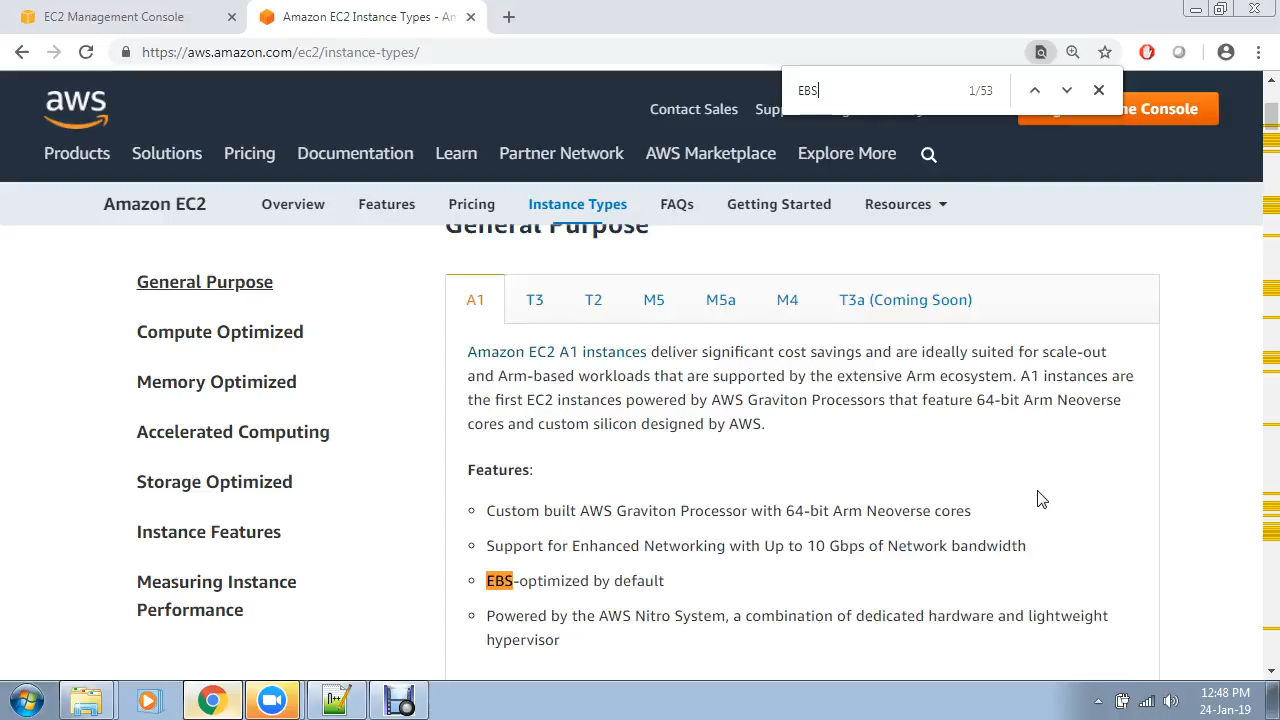 EC2 Management Console
Amazon EC2 Instance Types - Am
https://aws.amazon.com/ec2/instance-types/
EBS
1/53
aws
Contact Sales
Supp
ne Console
Products
Solutions
Pricing
Documentation
Learn
Partner Network
AWS Marketplace
Explore More
Amazon EC2
Overview
Features
Pricing
Instance Types
FAQs
Getting Started
Resources
General Purpose
General Purpose
Compute Optimized
Memory Optimized
Accelerated Computing
Storage Optimized
Instance Features
Measuring Instance
Performance
A1
T3
T2
M5
M5a
M4
T3a (Coming Soon)
Amazon EC2 A1 instances deliver significant cost savings and are ideally suited for scale-out
and Arm-based workloads that are supported by the extensive Arm ecosystem. A1 instances are
the first EC2 instances powered by AWS Graviton Processors that feature 64-bit Arm Neoverse
cores and custom silicon designed by AWS.
Features:
Custom built AWS Graviton Processor with 64-bit Arm Neoverse cores
Support for Enhanced Networking with Up to 10 Gbps of Network bandwidth
EBS-optimized by default
Powered by the AWS Nitro System, a combination of dedicated hardware and lightweight
hypervisor
12:48 PM
24-Jan-19